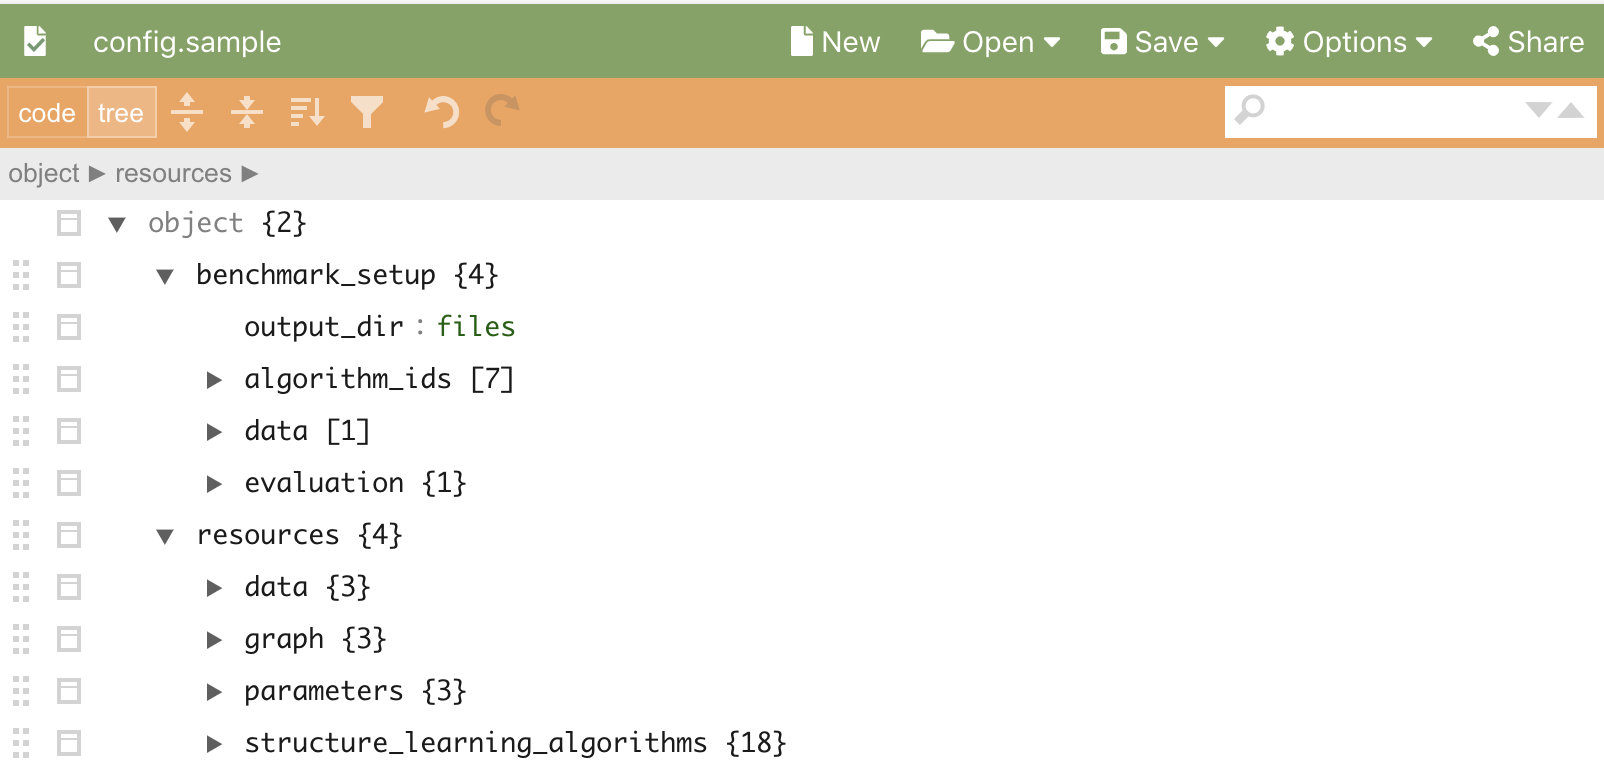 config.sample New Open Save Options Share
code tree
object resources
object {2}
benchmark_setup {4}
output_dir : files
algorithm_ids [7]
data [1]
evaluation {1}
resources {4}
data {3}
graph {3}
parameters {3}
structure_learning_algorithms {18}